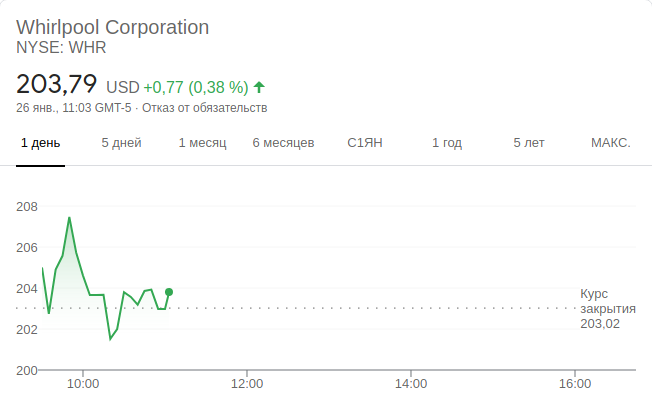 Whirlpool Corporation
NYSE: WHR
203,79 USD +0,77 (0,38 %)
26 янв., 11:03 GMT-5 · Отказ от обязательств
1 день 5 дней 1 месяц 6 месяцев С1ЯН 1 год 5 лет МАКС.
208
206
204
202
200
Курс
закрытия
203,02
10:00 12:00 14:00 16:00